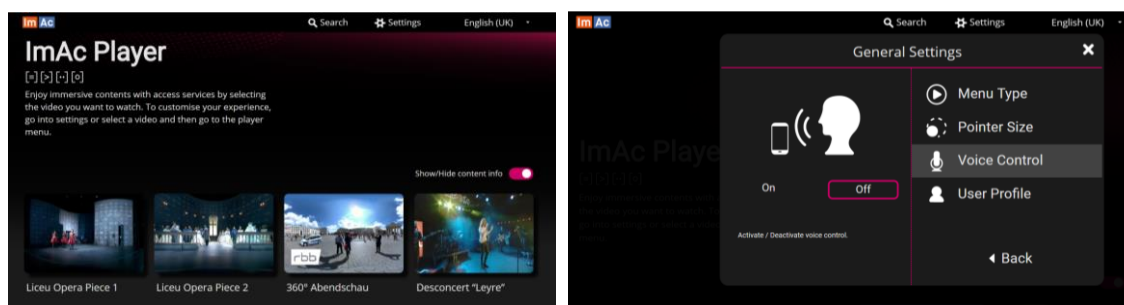 Im Ac
Search
Settings
English (UK)
ImAc Player
[=] [>] [··] [o]
Enjoy immersive contents with access services by selecting
the video you want to watch. To customise your experience,
go into settings or select a video and then go to the player
menu.
Show/Hide content info
rbb
Liceu Opera Piece 1
Liceu Opera Piece 2
360° Abendschau
Desconcert "Leyre"
Im Ac
Search
Settings
English (UK)
ImAc Playe
General Settings
On
Off
Activate / Deactivate voice control.
Menu Type
Pointer Size
Voice Control
User Profile
Back